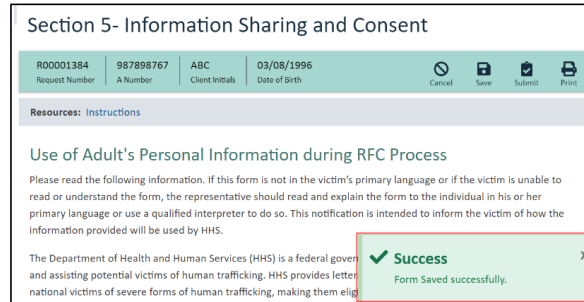 Section 5- Information Sharing and Consent
R00001384 987898767 ABC 03/08/1996
Request Number A Number Client Initials Date of Birth Cancel Save Submit Print
Resources: Instructions
Use of Adult's Personal Information during RFC Process
Please read the following information. If this form is not in the victim's primary language or if the victim is unable to
read or understand the form, the representative should read and explain the form to the individual in his or her
primary language or use a qualified interpreter to do so. This notification is intended to inform the victim of how the
information provided will be used by HHS.
The Department of Health and Human Services (HHS) is a federal govern
and assisting potential victims of human trafficking. HHS provides letter
national victims of severe forms of human trafficking, making them elig
Success
Form Saved successfully.